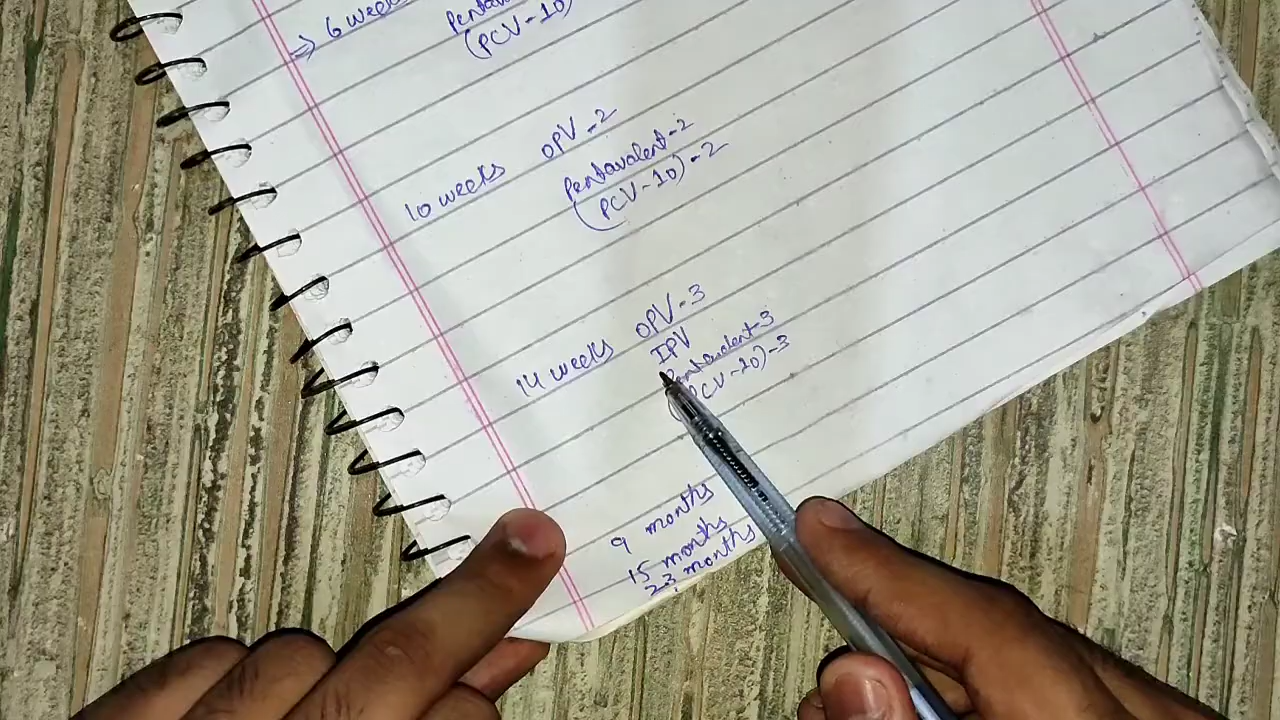 ⇒ 6 weeks
(PCV-10)
10 weeks OPV-2
Pentavalent-2
(PCV-10)-2
14 weeks OPV-3
IPV
Pentavalent-3
PCV-10)-3
9 months
15 months
23 months